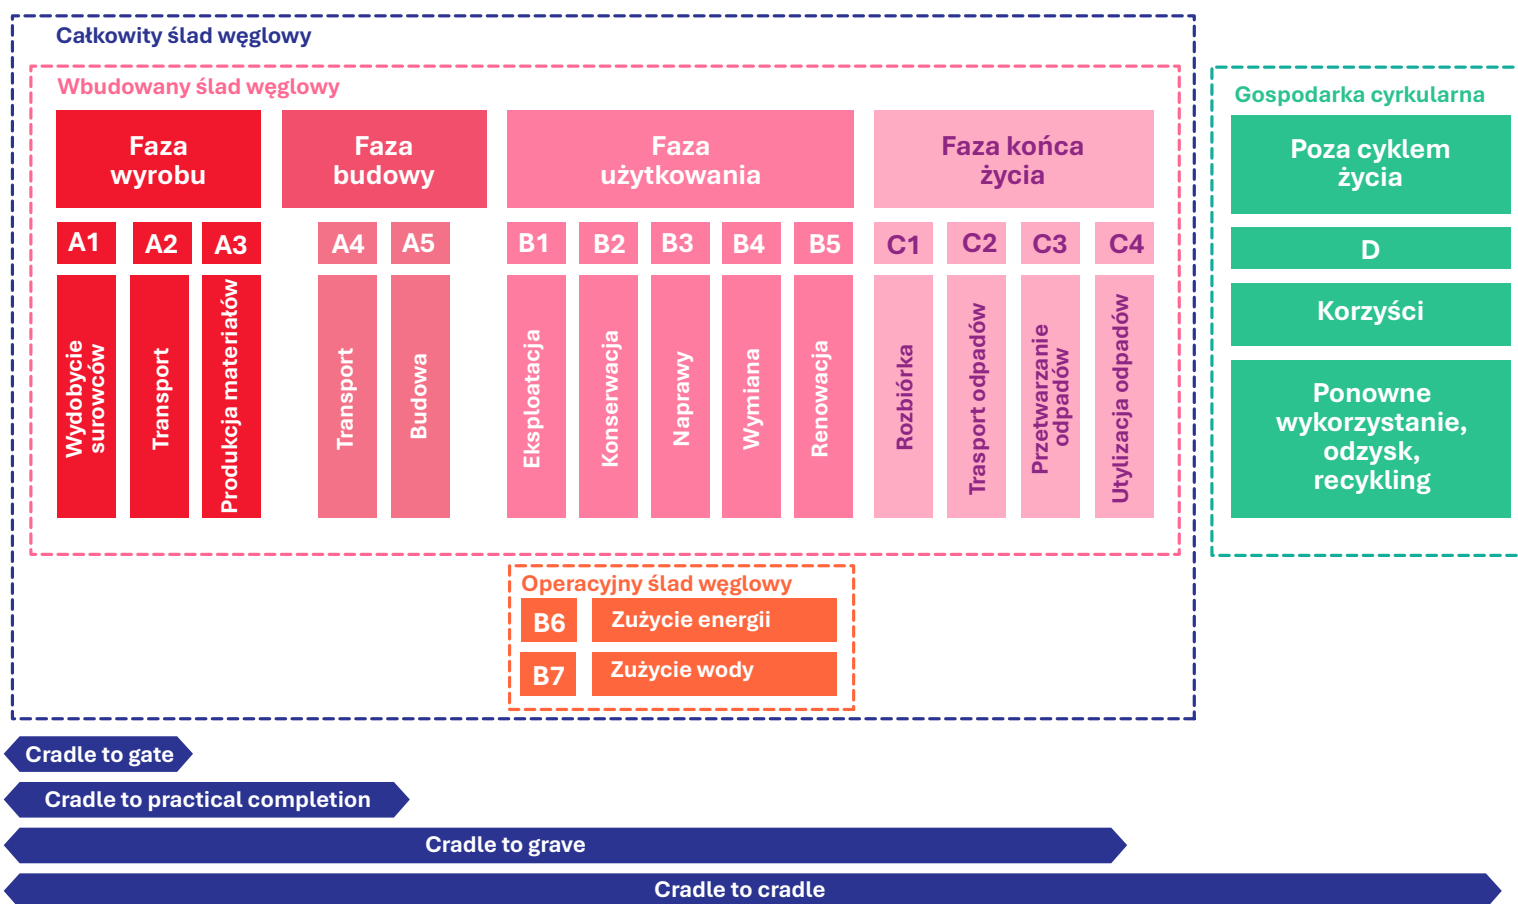 Całkowity ślad węglowy
Wbudowany ślad węglowy
Faza
wyrobu
Faza
budowy
Faza
użytkowania
Faza końca
życia
A1
A2
A3
A4
A5
B1
B2
B3
B4
B5
C1
C2
C3
C4
Wydobycie
surowców
Transport
Produkcja materiałów
Transport
Budowa
Eksploatacja
Konserwacja
Naprawy
Wymiana
Renowacja
Rozbiórka
Trasport odpadów
Przetwarzanie
odpadów
Utylizacja odpadów
Gospodarka cyrkularna
Poza cyklem
życia
D
Korzyści
Ponowne
wykorzystanie,
odzysk,
recykling
Operacyjny ślad węglowy
B6
Zużycie energii
B7
Zużycie wody
Cradle to gate
Cradle to practical completion
Cradle to grave
Cradle to cradle